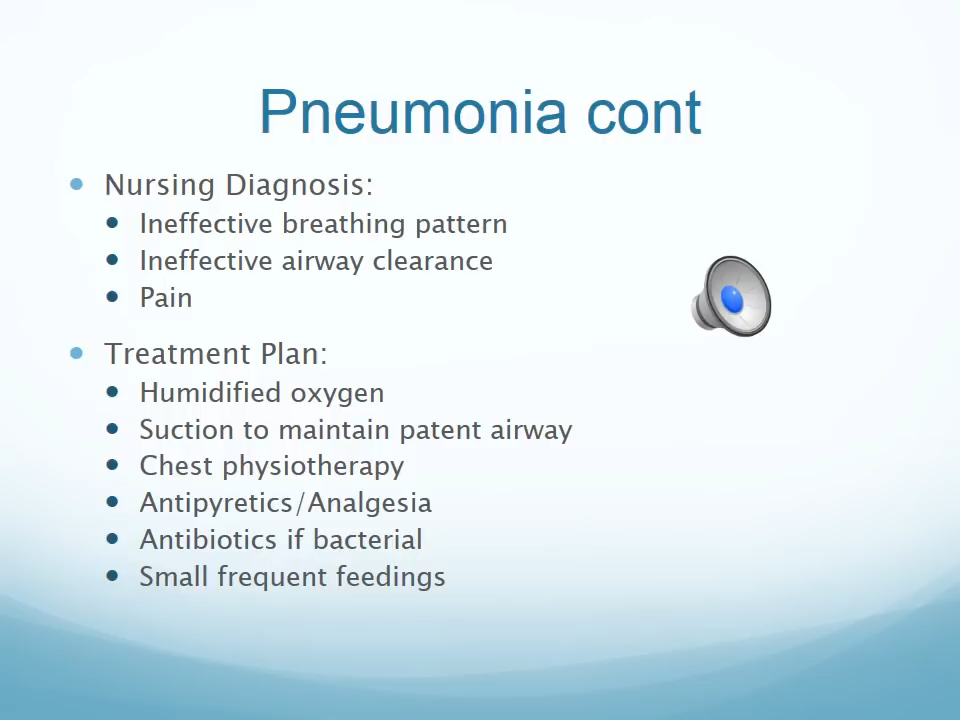 Pneumonia cont
Nursing Diagnosis:
Ineffective breathing pattern
Ineffective airway clearance
Pain
Treatment Plan:
Humidified oxygen
Suction to maintain patent airway
Chest physiotherapy
Antipyretics/Analgesia
Antibiotics if bacterial
Small frequent feedings